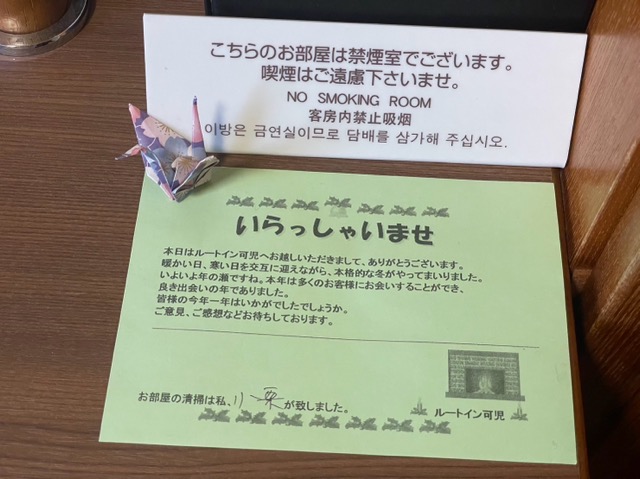 こちらのお部屋は禁煙室でございます。
喫煙はご遠慮下さいませ。
NO SMOKING ROOM
客房内禁止吸烟
이방은 금연실이므로 담배를 삼가해 주십시오.
いらっしゃいませ
本日はルートイン可児へお越しいただきまして、ありがとうございます。
暖かい日、寒い日を交互に迎えながら、本格的な冬がやってまいりました。
いよいよ年の瀬ですね。本年は多くのお客様にお会いすることができ、
良き出会いの年でありました。
皆様の今年一年はいかがでしたでしょうか。
ご意見、ご感想などお待ちしております。
お部屋の清掃は私、が致しました。
ルートイン可児